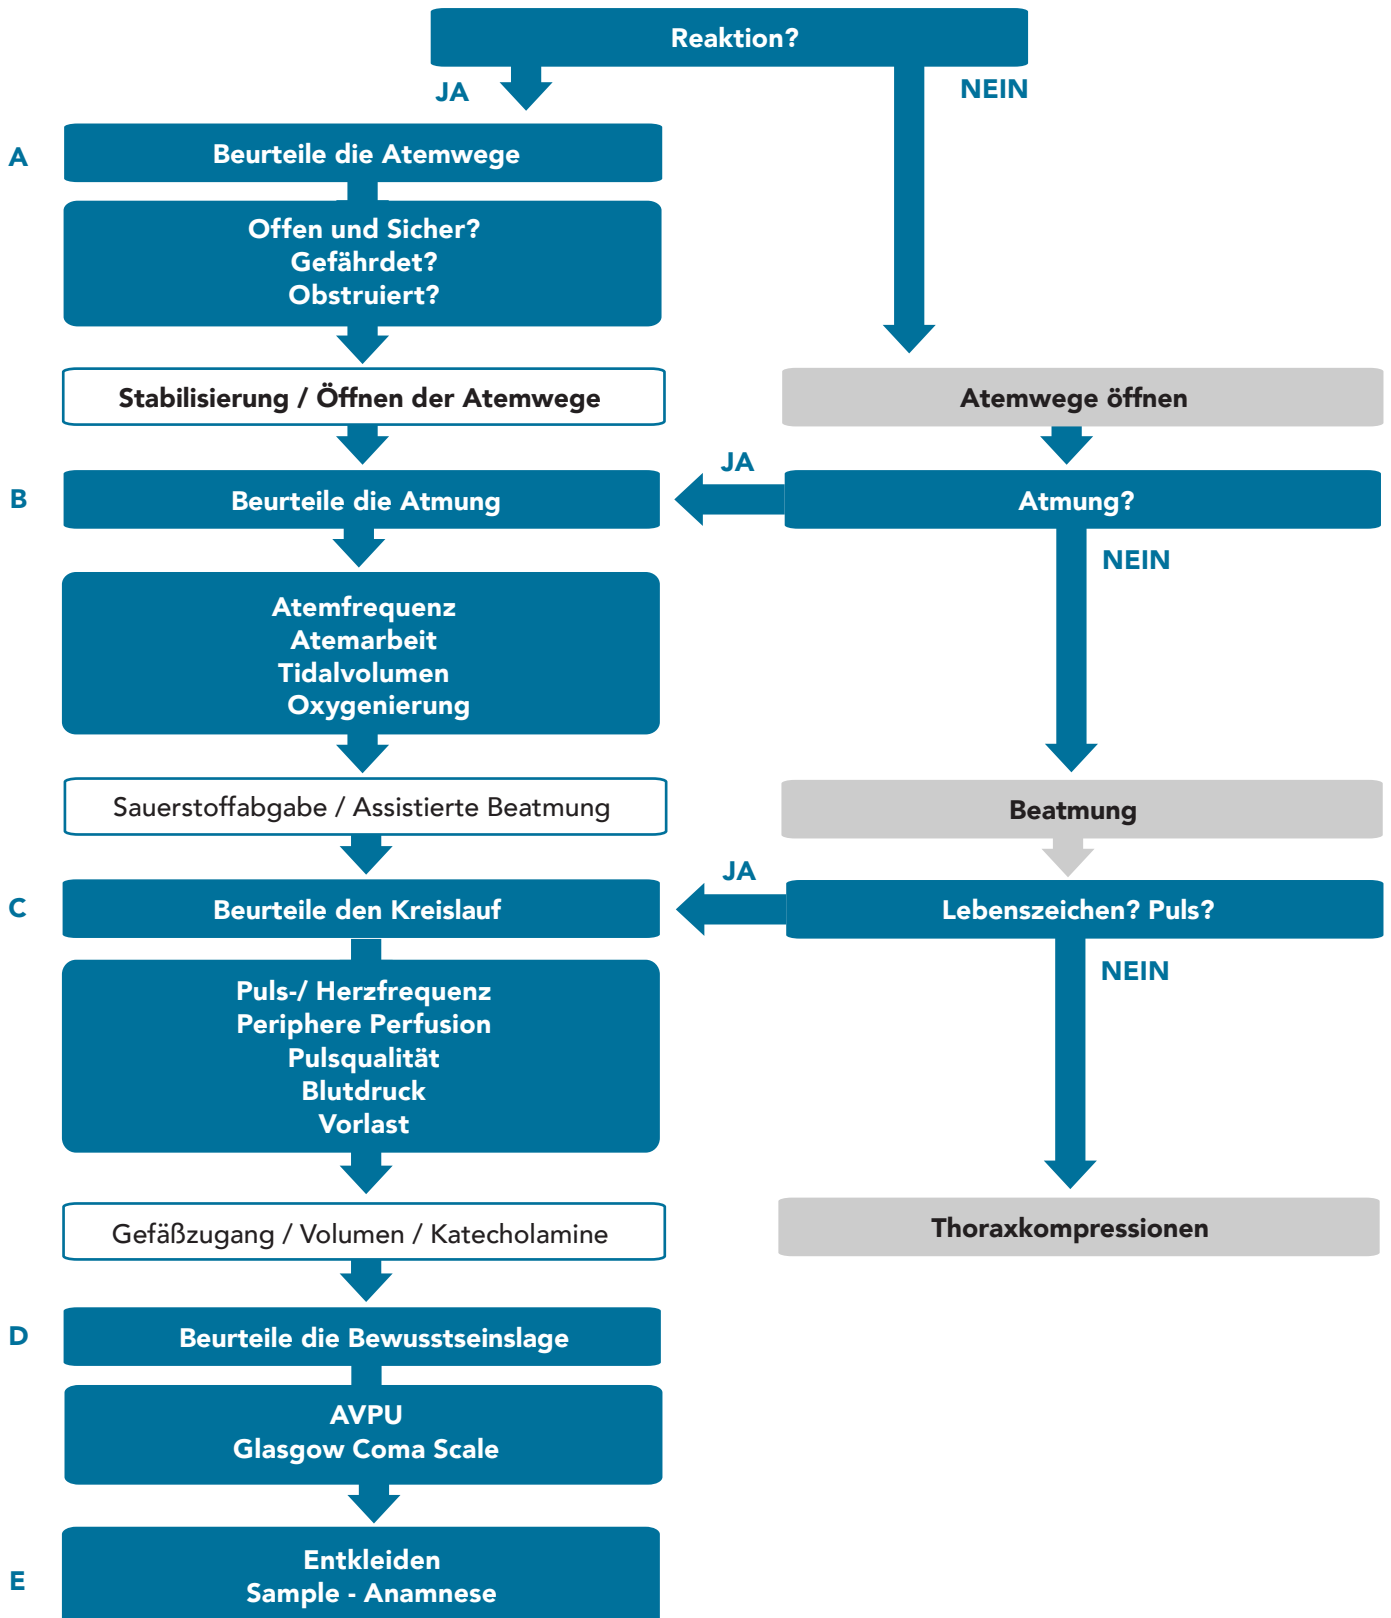 Reaktion?
JA
NEIN
A
Beurteile die Atemwege
Offen und Sicher?
Gefährdet?
Obstruiert?
Stabilisierung / Öffnen der Atemwege
Atemwege öffnen
JA
B
Beurteile die Atmung
Atmung?
NEIN
Atemfrequenz
Atemarbeit
Tidalvolumen
Oxygenierung
Sauerstoffabgabe / Assistierte Beatmung
Beatmung
JA
C
Beurteile den Kreislauf
Lebenszeichen? Puls?
NEIN
Puls-/ Herzfrequenz
Periphere Perfusion
Pulsqualität
Blutdruck
Vorlast
Gefäßzugang / Volumen / Katecholamine
Thoraxkompressionen
D
Beurteile die Bewusstseinslage
AVPU
Glasgow Coma Scale
E
Entkleiden
Sample - Anamnese